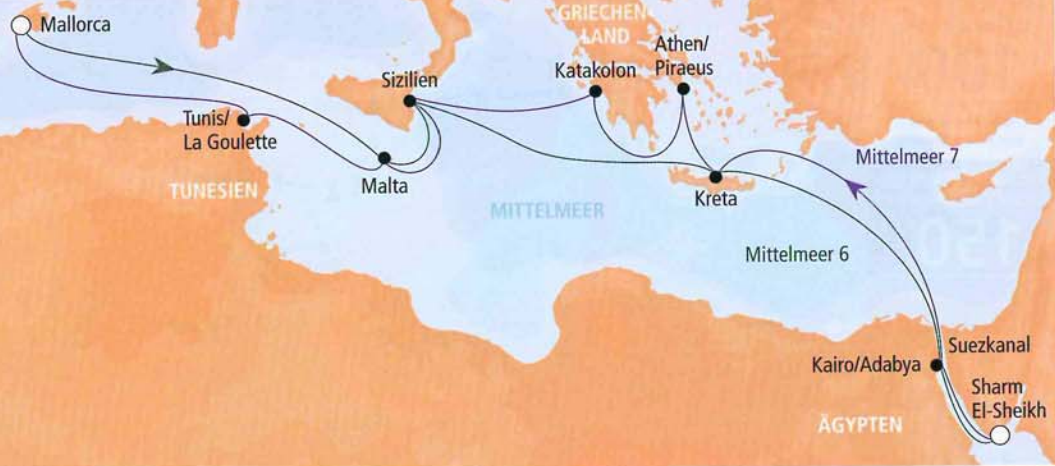 Mallorca
GRIECHEN-
LAND
Athen/
Piraeus
Katakolon
Sizilien
Tunis/
La Goulette
Malta
TUNESIEN
MITTELMEER
Kreta
Mittelmeer 7
Mittelmeer 6
150
Suezkanal
Kairo/Adabya
Sharm
El-Sheikh
ÄGYPTEN